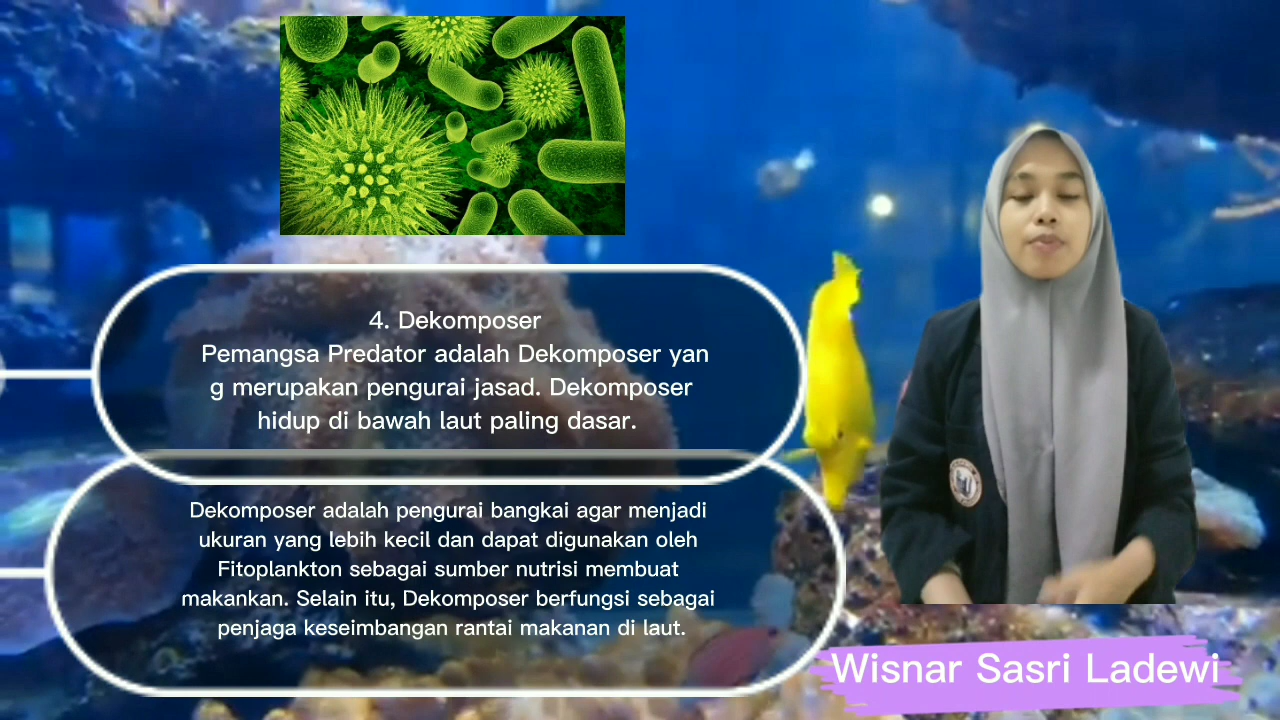 4. Dekomposer
Pemangsa Predator adalah Dekomposer yan
g merupakan pengurai jasad. Dekomposer
hidup di bawah laut paling dasar.
Dekomposer adalah pengurai bangkai agar menjadi
ukuran yang lebih kecil dan dapat digunakan oleh
Fitoplankton sebagai sumber nutrisi membuat
makankan. Selain itu, Dekomposer berfungsi sebagai
penjaga keseimbangan rantai makanan di laut.
Wisnar Sasri Ladewi